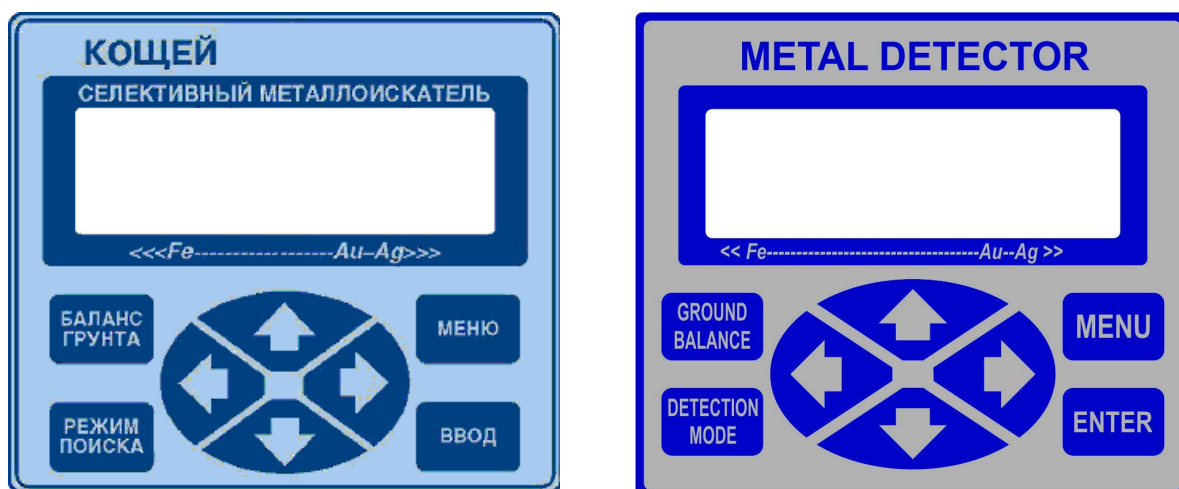 КОЩЕЙ
СЕЛЕКТИВНЫЙ МЕТАЛЛОИСКАТЕЛЬ
<<<Fe------------------Au–Ag>>>
БАЛАНС
ГРУНТА
МЕНЮ
РЕЖИМ
ПОИСКА
ВВОД
METAL DETECTOR
<< Fe------------------------------------Au--Ag >>
GROUND
BALANCE
MENU
DETECTION
MODE
ENTER